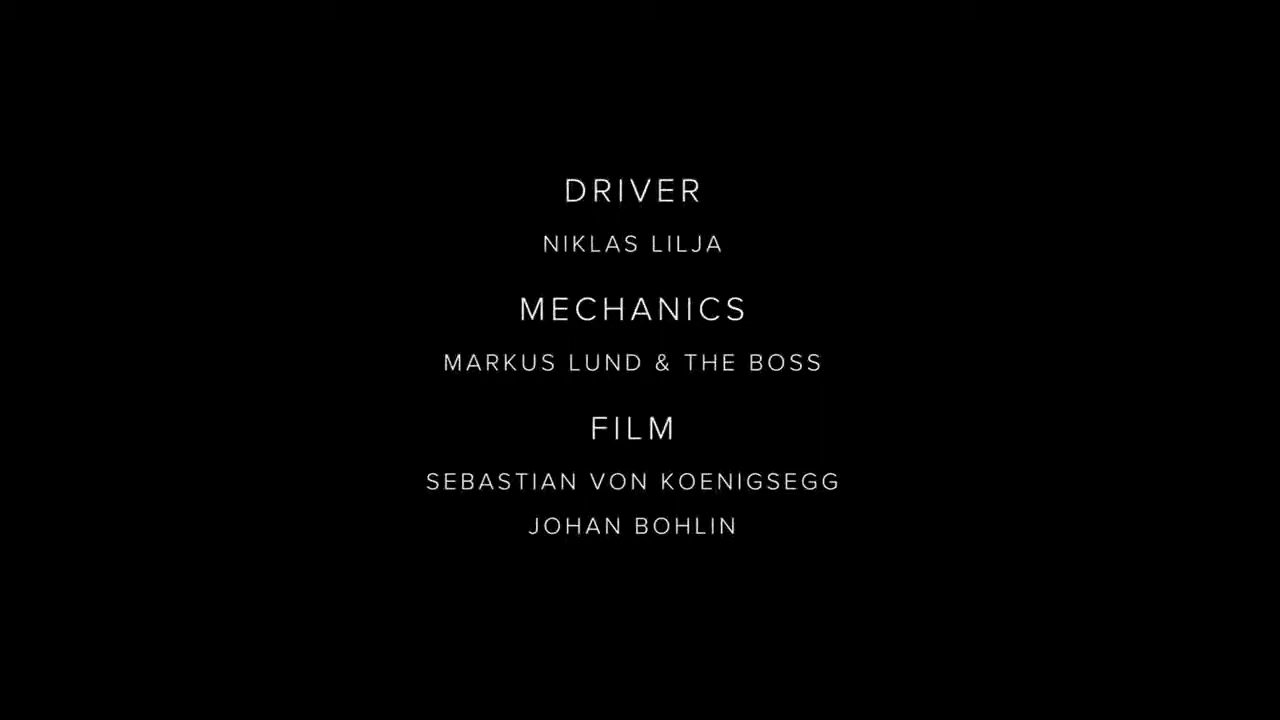 DRIVER
NIKLAS LILJA
MECHANICS
MARKUS LUND & THE BOSS
FILM
SEBASTIAN VON KOENIGSEGG
JOHAN BOHLIN